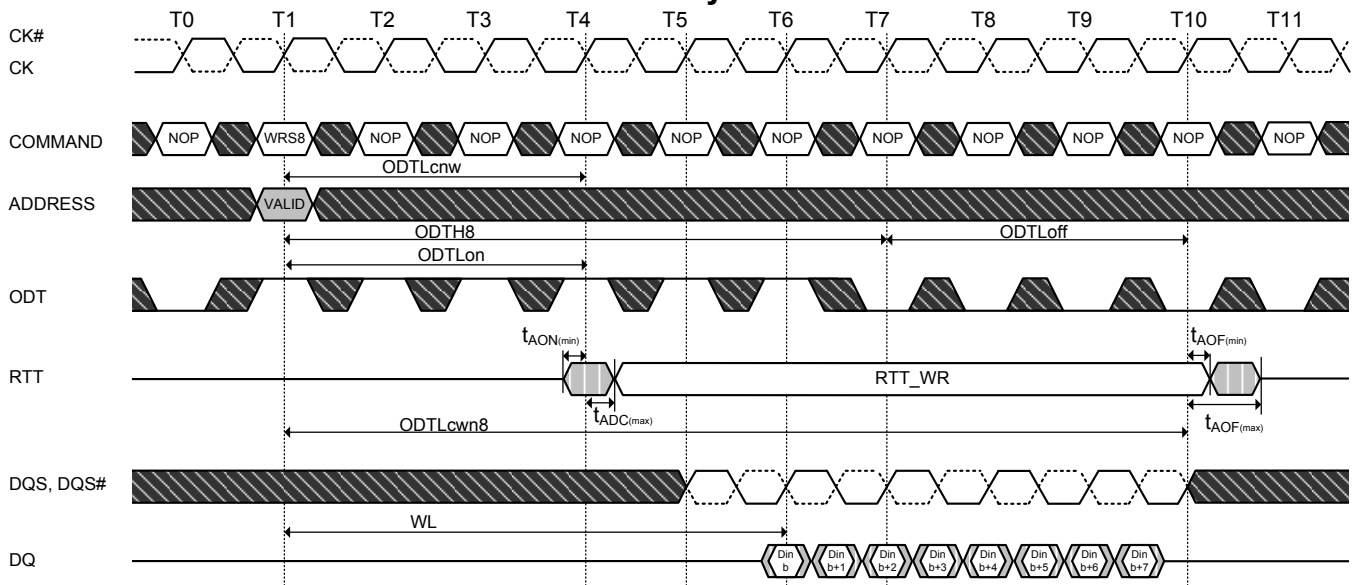 y
T0 T1 T2 T3 T4 T5 T6 T7 T8 T9 T10 T11
CK#
CK
COMMAND NOP WRS8 NOP NOP NOP NOP NOP NOP NOP NOP NOP NOP
ODTLcnw
ADDRESS VALID
ODTH8 ODTLoff
ODTLon
ODT
tAON(min) tAOF(min)
RTT RTT_WR
tADC(max) tAOF(max)
ODTLcwn8
DQS, DQS#
WL
DQ Din b Din b+1 Din b+2 Din b+3 Din b+4 Din b+5 Din b+6 Din b+7